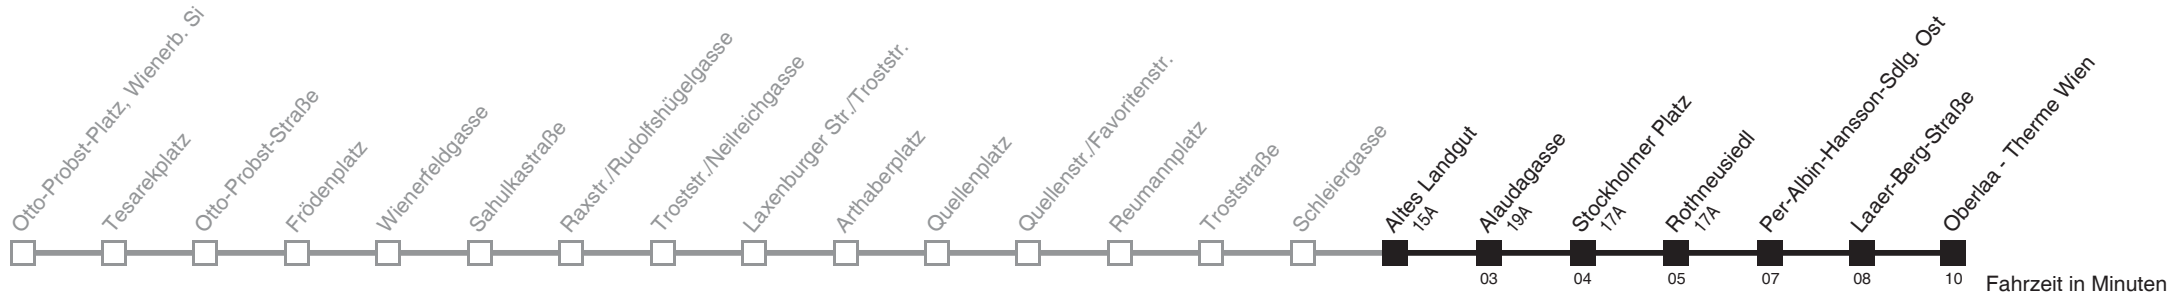 Otto-Probst-Platz, Wienerb. Si
Tesarekplatz
Otto-Probst-Straße
Frödenplatz
Wienerfeldgasse
Sahulkastraße
Raxstr./Rudolfshügelgasse
Troststr./Neilreichgasse
Laxenburger Str./Troststr.
Arthaberplatz
Quellenplatz
Quellenstr./Favoritenstr.
Reumannplatz
Troststraße
Schleiergasse
Altes Landgut
15A
Alaudagasse
19A
Stockholmer Platz
17A
Rothneusiedl
17A
Per-Albin-Hansson-Sdlg. Ost
Laaer-Berg-Straße
Oberlaa - Therme Wien
03 04 05 07 08 10 Fahrzeit in Minuten